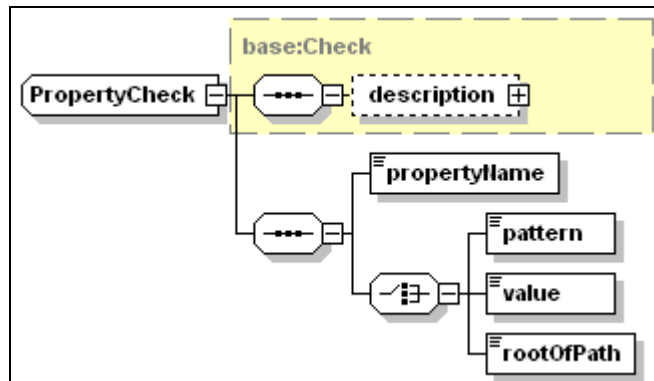 base:Check
PropertyCheck
description
propertyName
pattern
value
rootOfPath